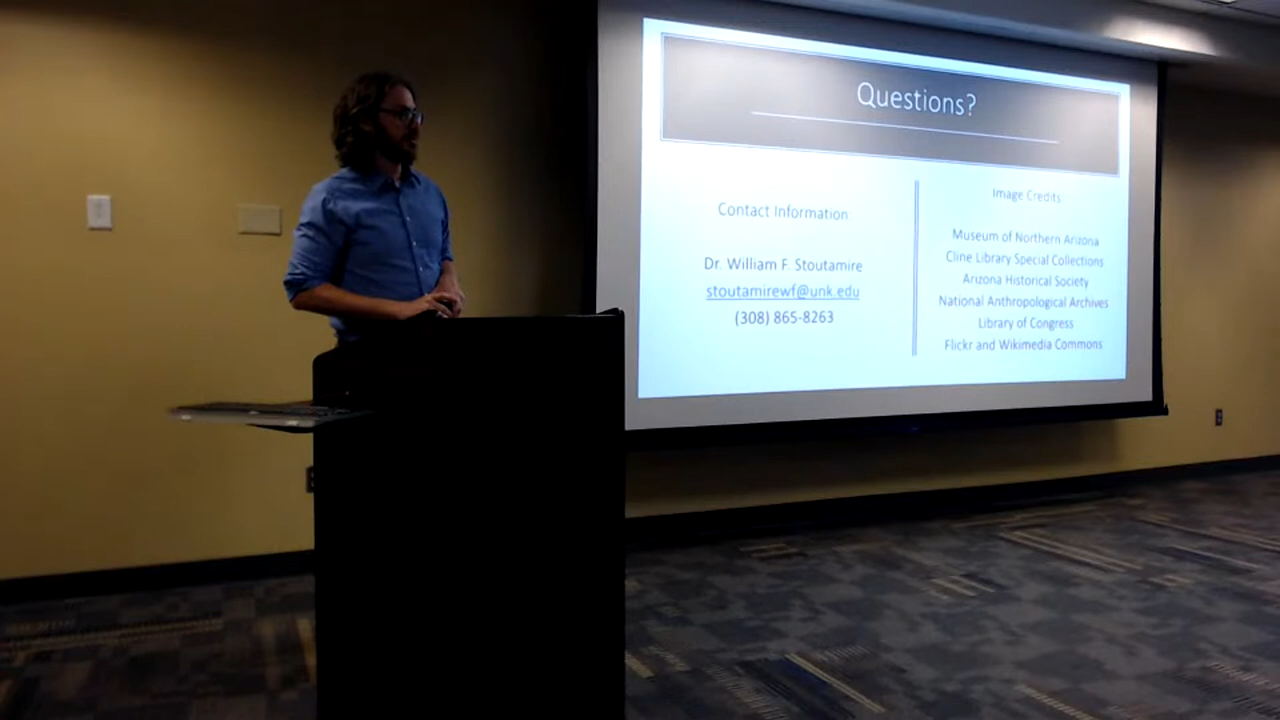 Questions?
Contact Information:
Dr. William F. Stoutamire
stoutamirewf@unk.edu
(308) 865-8263
Image Credits:
Museum of Northern Arizona
Cline Library Special Collections
Arizona Historical Society
National Anthropological Archives
Library of Congress
Flickr and Wikimedia Commons